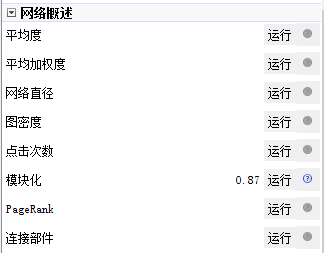 网络概述
平均度 运行
平均加权度 运行
网络直径 运行
图密度 运行
点击次数 运行
模块化 0.87 运行
PageRank 运行
连接部件 运行